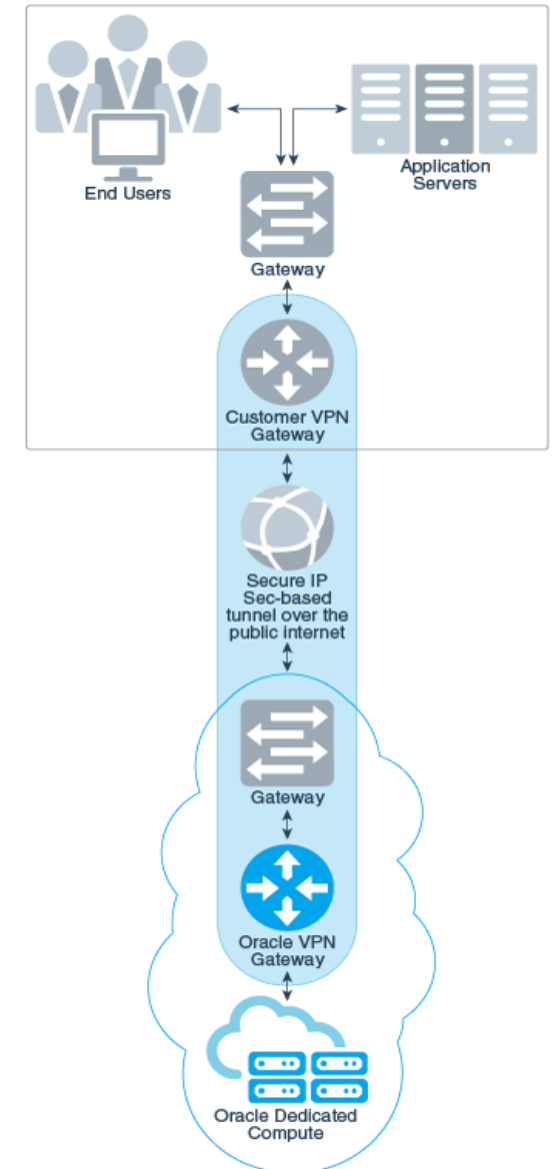 End Users
Application
Servers
Gateway
Customer VPN
Gateway
Secure IP
Sec-based
tunnel over the
public internet
Gateway
Oracle VPN
Gateway
Oracle Dedicated
Compute